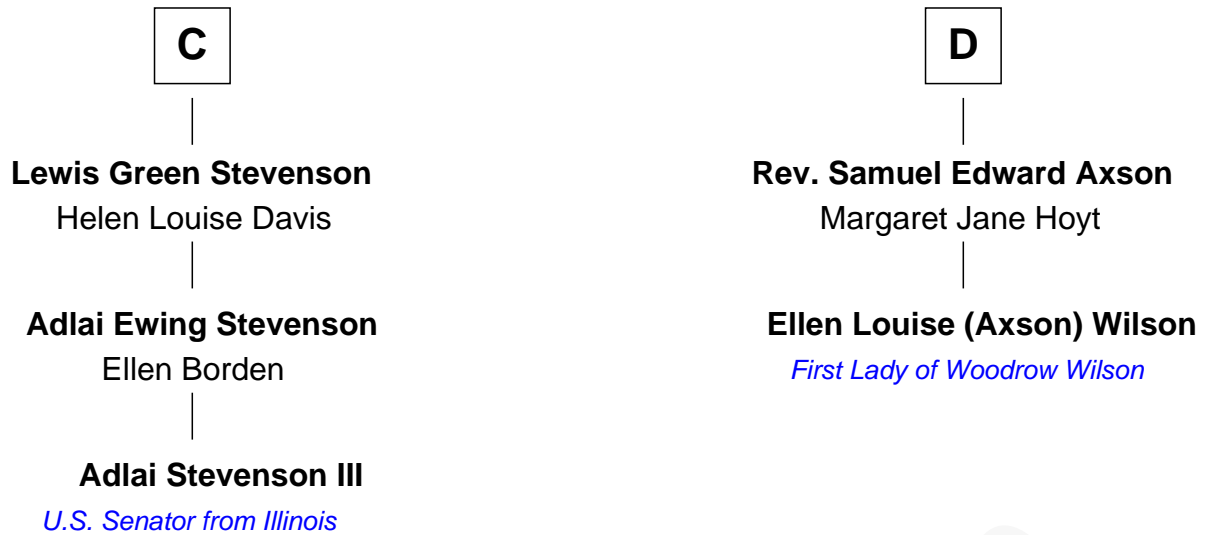 C
Lewis Green Stevenson
Helen Louise Davis
Adlai Ewing Stevenson
Ellen Borden
Adlai Stevenson III
U.S. Senator from Illinois
D
Rev. Samuel Edward Axson
Margaret Jane Hoyt
Ellen Louise (Axson) Wilson
First Lady of Woodrow Wilson